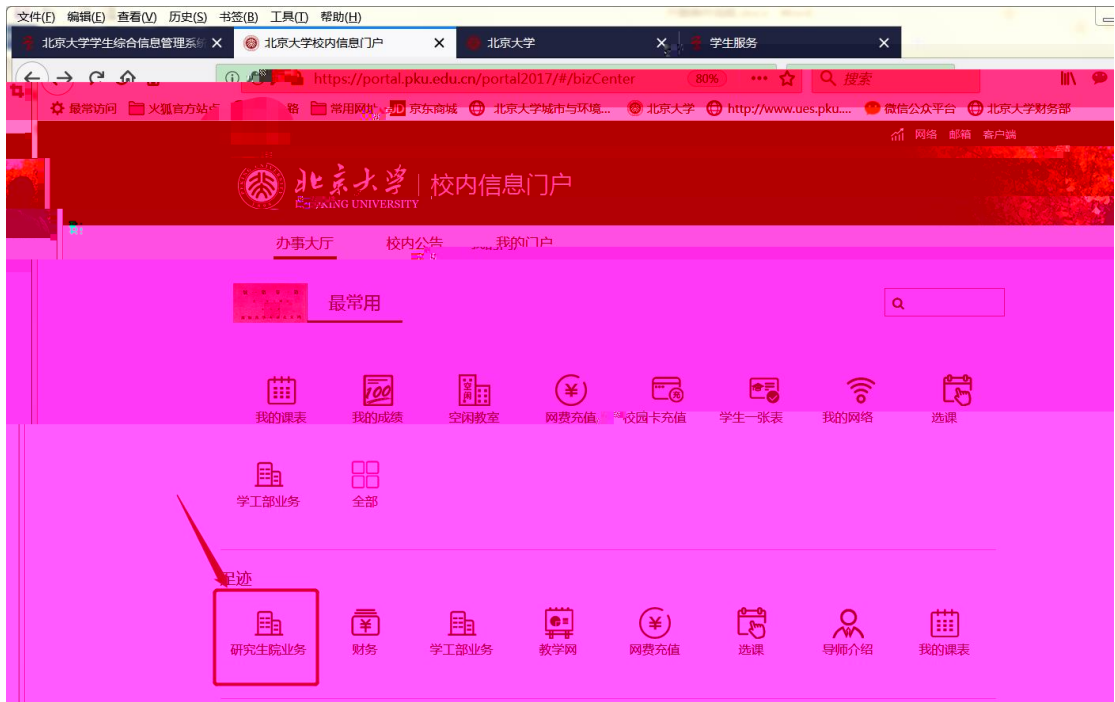 文件(F) 编辑(E) 查看(V) 历史(S) 书签(B) 工具(T) 帮助(H)
北京大学学生综合信息管理系统 北京大学校内信息门户 北京大学 学生服务
https://portal.pku.edu.cn/portal2017/#/bizCenter 80% 搜索
最常访问 火狐官方站点 常用网址 JD 京东商城 北京大学城市与环境... 北京大学 http://www.ues.pku.... 微信公众平台 北京大学财务部
网络 邮箱 客户端
北京大学 校内信息门户
PEKING UNIVERSITY
办事大厅 校内公告 我的门户
最常用
我的课表 我的成绩 空闲教室 网费充值 校园卡充值 学生一张表 我的网络 选课
学工部业务 全部
足迹
研究生院业务 财务 学工部业务 教学网 网费充值 选课 导师介绍 我的课表